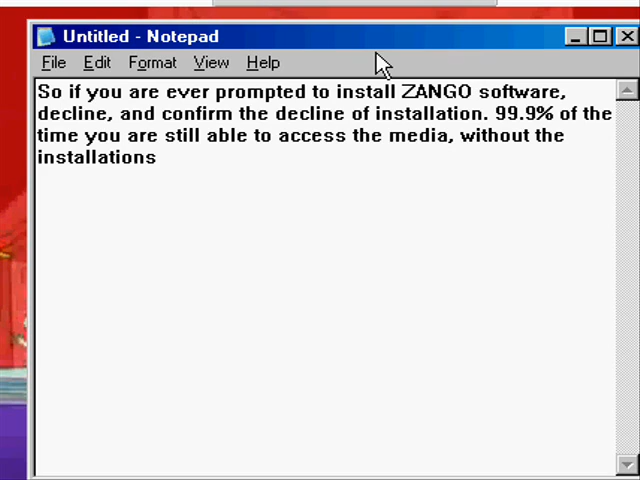 Untitled - Notepad
File Edit Format View Help
So if you are ever prompted to install ZANGO software,
decline, and confirm the decline of installation. 99.9% of the
time you are still able to access the media, without the
installations